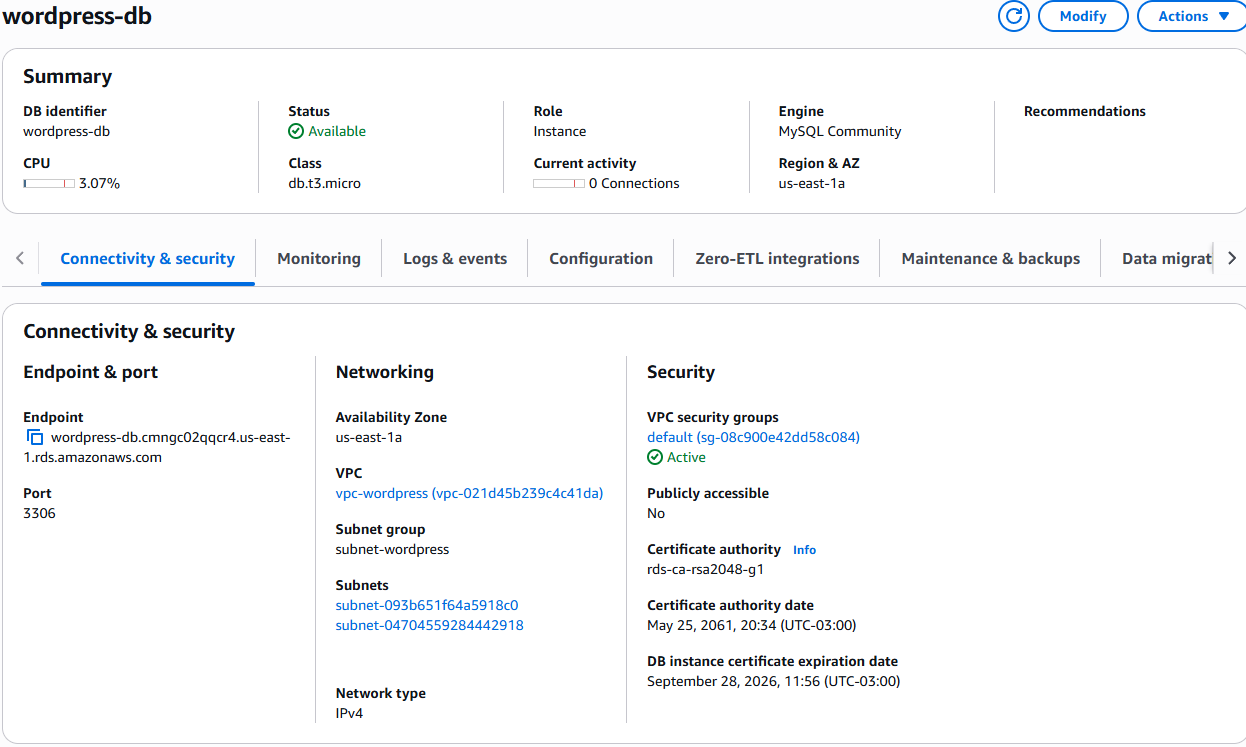 wordpress-db
Modify
Actions
Summary
DB identifier
wordpress-db
Status
Available
Role
Instance
Engine
MySQL Community
Recommendations
CPU
3.07%
Class
db.t3.micro
Current activity
0 Connections
Region & AZ
us-east-1a
Connectivity & security
Monitoring
Logs & events
Configuration
Zero-ETL integrations
Maintenance & backups
Data migrat
Connectivity & security
Endpoint & port
Endpoint
wordpress-db.cmngc02qqcr4.us-east-
1.rds.amazonaws.com
Port
3306
Networking
Availability Zone
us-east-1a
VPC
vpc-wordpress (vpc-021d45b239c4c41da)
Subnet group
subnet-wordpress
Subnets
subnet-093b651f64a5918c0
subnet-04704559284442918
Network type
IPv4
Security
VPC security groups
default (sg-08c900e42dd58c084)
Active
Publicly accessible
No
Certificate authority Info
rds-ca-rsa2048-g1
Certificate authority date
May 25, 2061, 20:34 (UTC-03:00)
DB instance certificate expiration date
September 28, 2026, 11:56 (UTC-03:00)